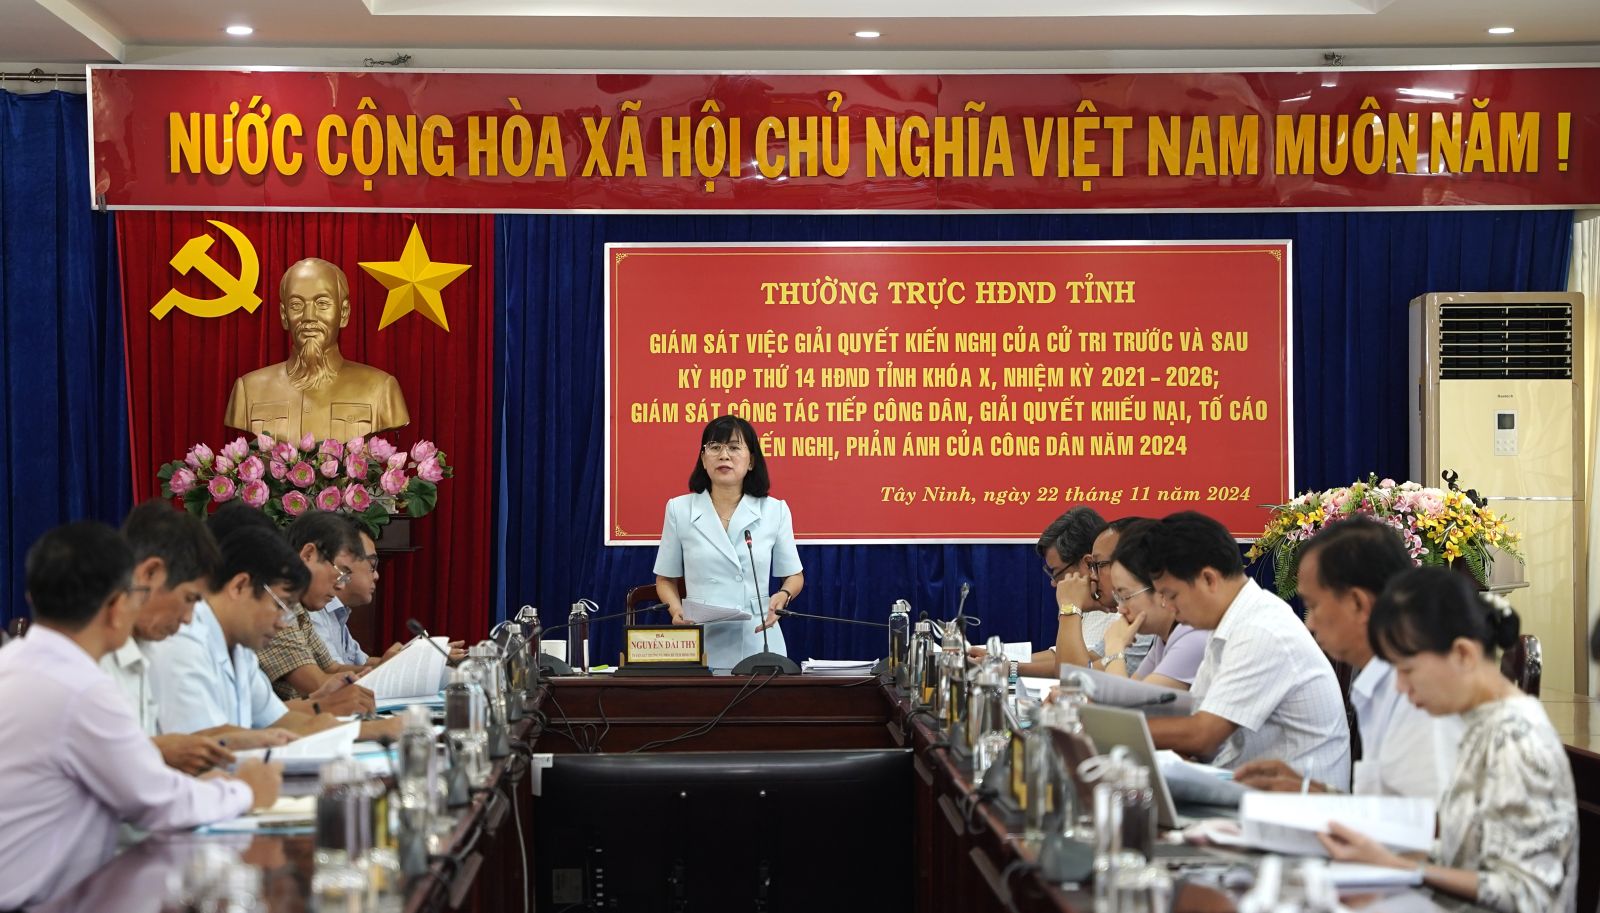 NƯỚC CỘNG HÒA XÃ HỘI CHỦ NGHĨA VIỆT NAM MUÔN NĂM !
THƯỜNG TRỰC HĐND TỈNH
GIÁM SÁT VIỆC GIẢI QUYẾT KIẾN NGHỊ CỦA CỬ TRI TRƯỚC VÀ SAU
KỲ HỌP THỨ 14 HĐND TỈNH KHÓA X, NHIỆM KỲ 2021 - 2026;
GIÁM SÁT CÔNG TÁC TIẾP CÔNG DÂN, GIẢI QUYẾT KHIẾU NẠI, TỐ CÁO
NGHỊ, PHẢN ÁNH CỦA CÔNG DÂN NĂM 2024
Tây Ninh, ngày 22 tháng 11 năm 2024
BÀ
NGUYỄN ĐÀI THY